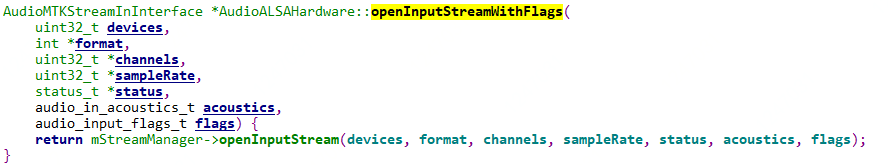 AudioMTKStreamInInterface *AudioALSAHardware::openInputStreamWithFlags(
    uint32_t devices,
    int *format,
    uint32_t *channels,
    uint32_t *sampleRate,
    status_t *status,
    audio_in_acoustics_t acoustics,
    audio_input_flags_t flags) {
    return mStreamManager->openInputStream(devices, format, channels, sampleRate, status, acoustics, flags);
}